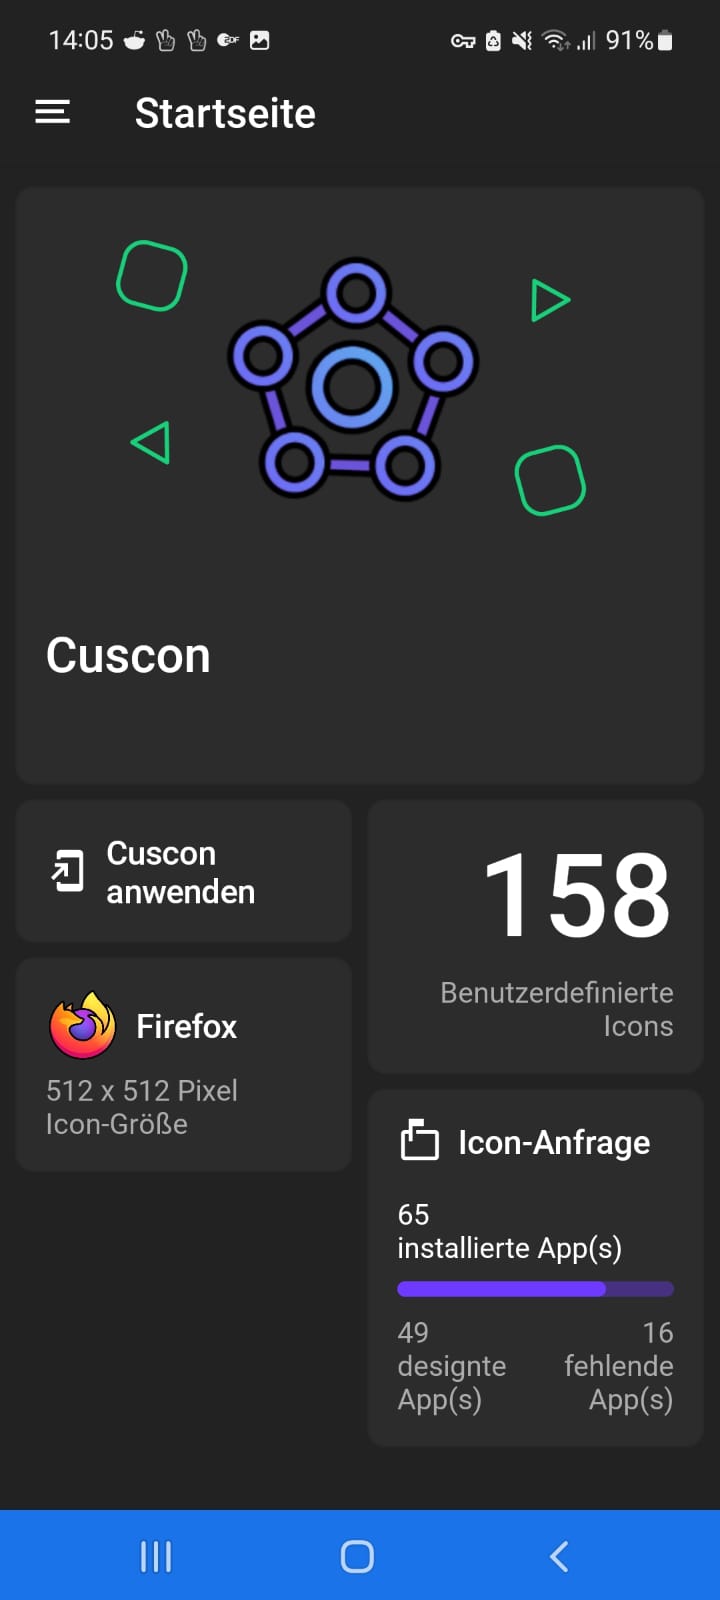 14:05
91%
Startseite
Cuscon
Cuscon
anwenden
158
Benutzerdefinierte
Icons
Firefox
512 x 512 Pixel
Icon-Größe
Icon-Anfrage
65
installierte App(s)
49
designte
App(s)
16
fehlende
App(s)